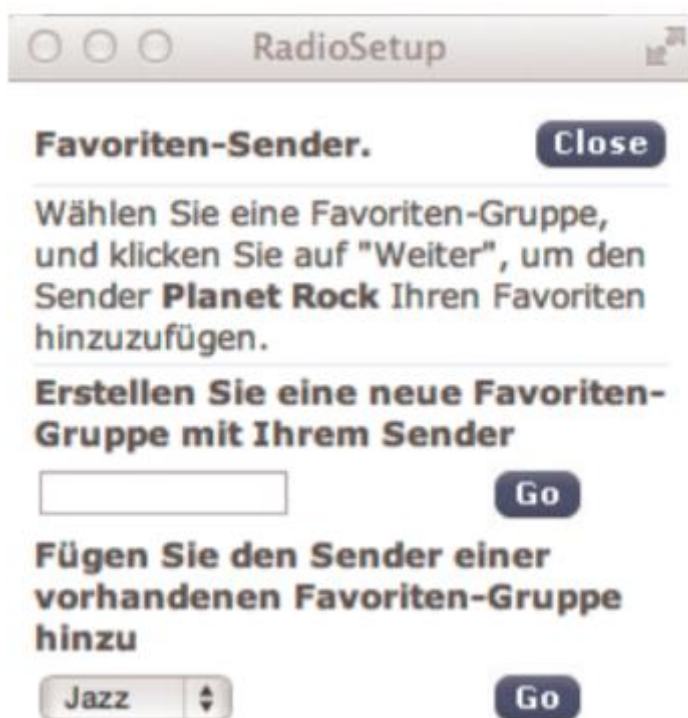 RadioSetup
Favoriten-Sender. Close
Wählen Sie eine Favoriten-Gruppe,
und klicken Sie auf "Weiter", um den
Sender Planet Rock Ihren Favoriten
hinzuzufügen.
Erstellen Sie eine neue Favoriten-
Gruppe mit Ihrem Sender
Go
Fügen Sie den Sender einer
vorhandenen Favoriten-Gruppe
hinzu
Jazz Go